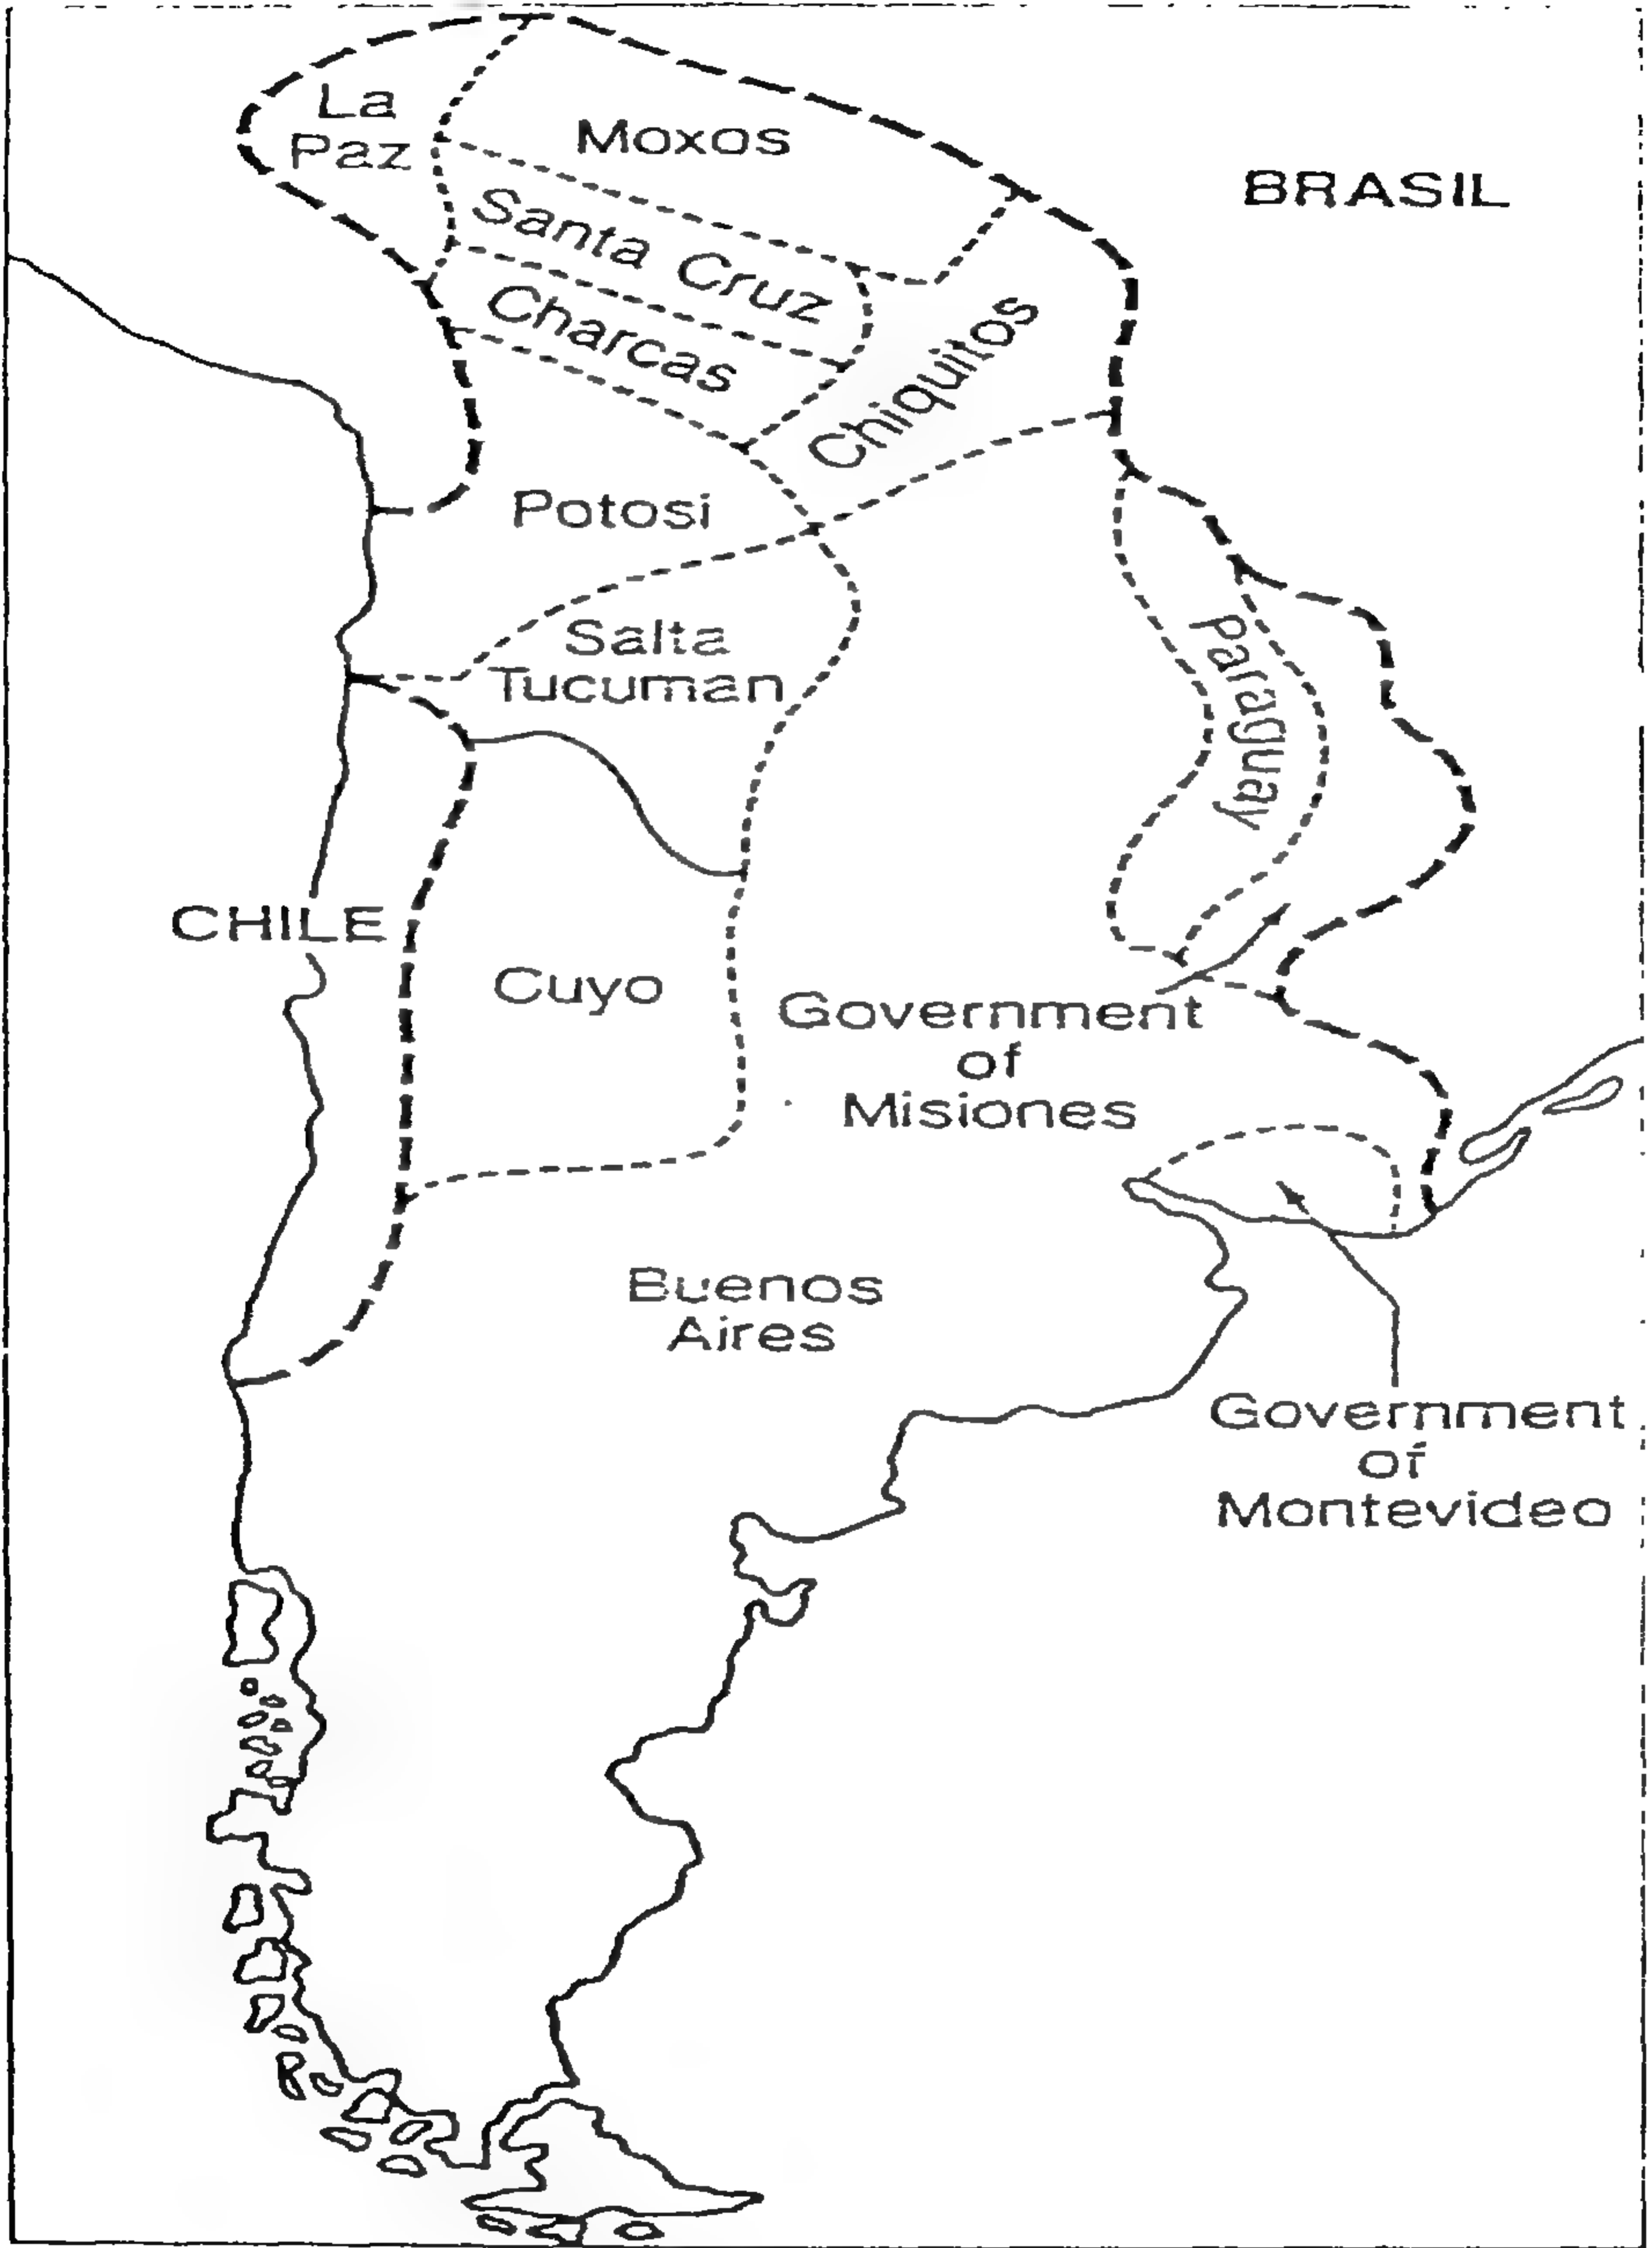 La
Paz
Moxos
BRASIL
Santa Cruz
Charcas
Chiquitos
Potosi
Salta
Tucuman
Paraguay
CHILE
Cuyo
Government
of
Misiones
Buenos
Aires
Government
of
Montevideo